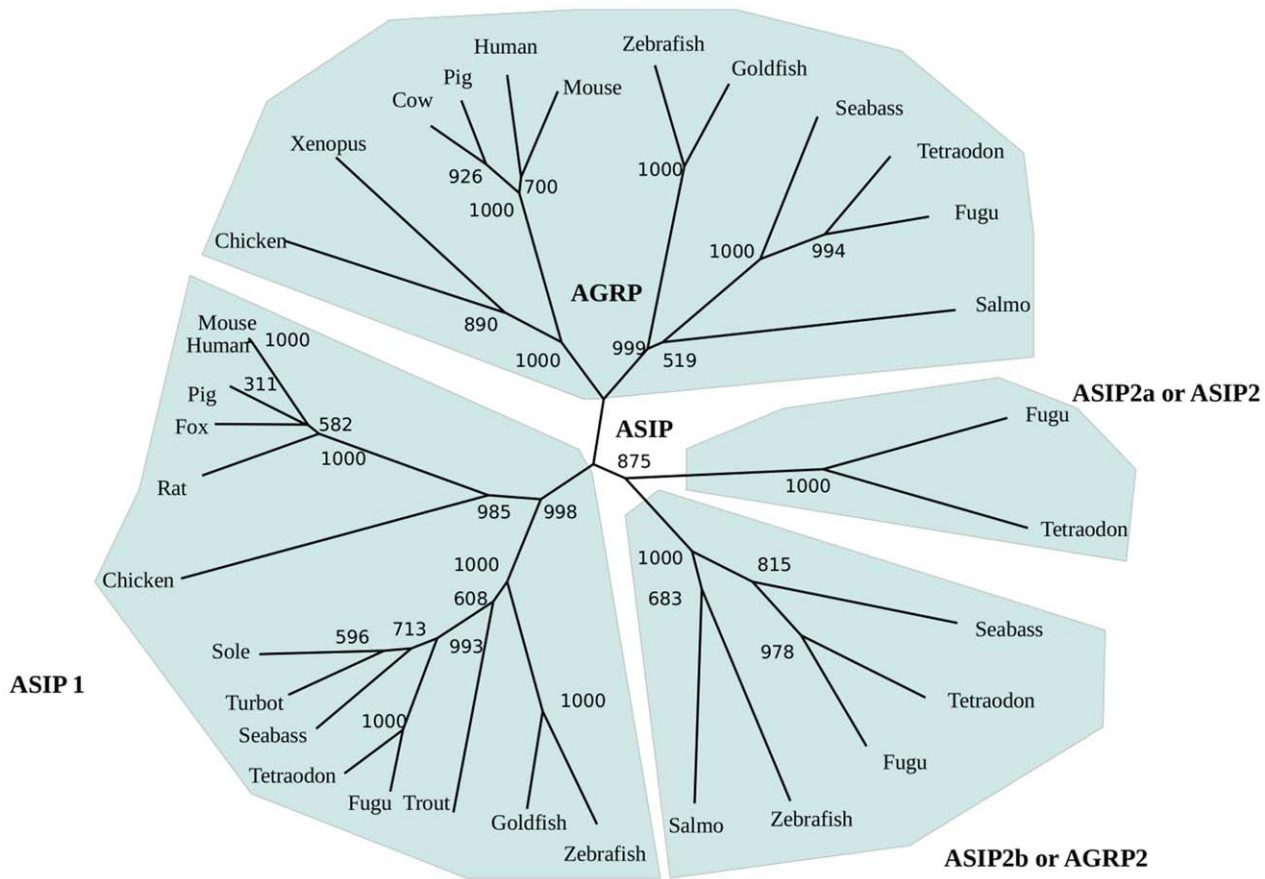 Human
Zebrafish
Pig
Goldfish
Cow
Mouse
Seabass
Xenopus
Tetraodon
926
700
1000
1000
Fugu
Chicken
1000
994
AGRP
Salmo
890
1000
999
519
Mouse
Human
1000
311
Pig
Fox
582
1000
Rat
ASIP2a or ASIP2
Fugu
ASIP
875
1000
Tetraodon
985
998
Chicken
1000
608
1000
815
683
596
713
993
Sole
978
Seabass
ASIP 1
Turbot
1000
Tetraodon
Seabass
1000
Fugu
Tetraodon
Fugu
Trout
Goldfish
Zebrafish
Salmo
Zebrafish
ASIP2b or AGRP2